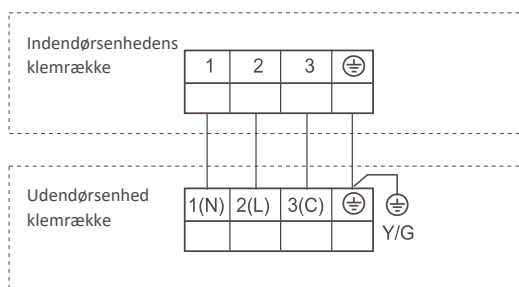 Indendørsenhedens
klemrække
1 2 3
Udendørsenhed
klemrække
1(N) 2(L) 3(C)
Y/G